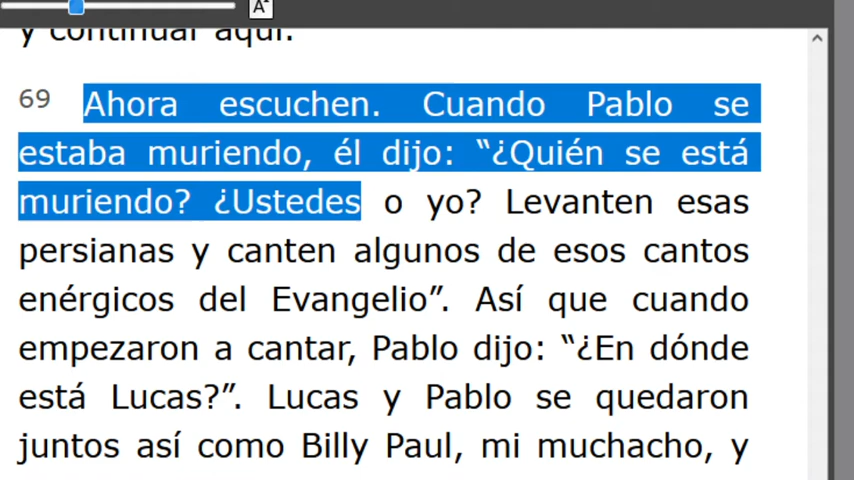 A
y continuar aquí.
69 Ahora escuchen. Cuando Pablo se
estaba muriendo, él dijo: “¿Quién se está
muriendo? ¿Ustedes o yo? Levanten esas
persianas y canten algunos de esos cantos
enérgicos del Evangelio”. Así que cuando
empezaron a cantar, Pablo dijo: “¿En dónde
está Lucas?”. Lucas y Pablo se quedaron
juntos así como Billy Paul, mi muchacho, y